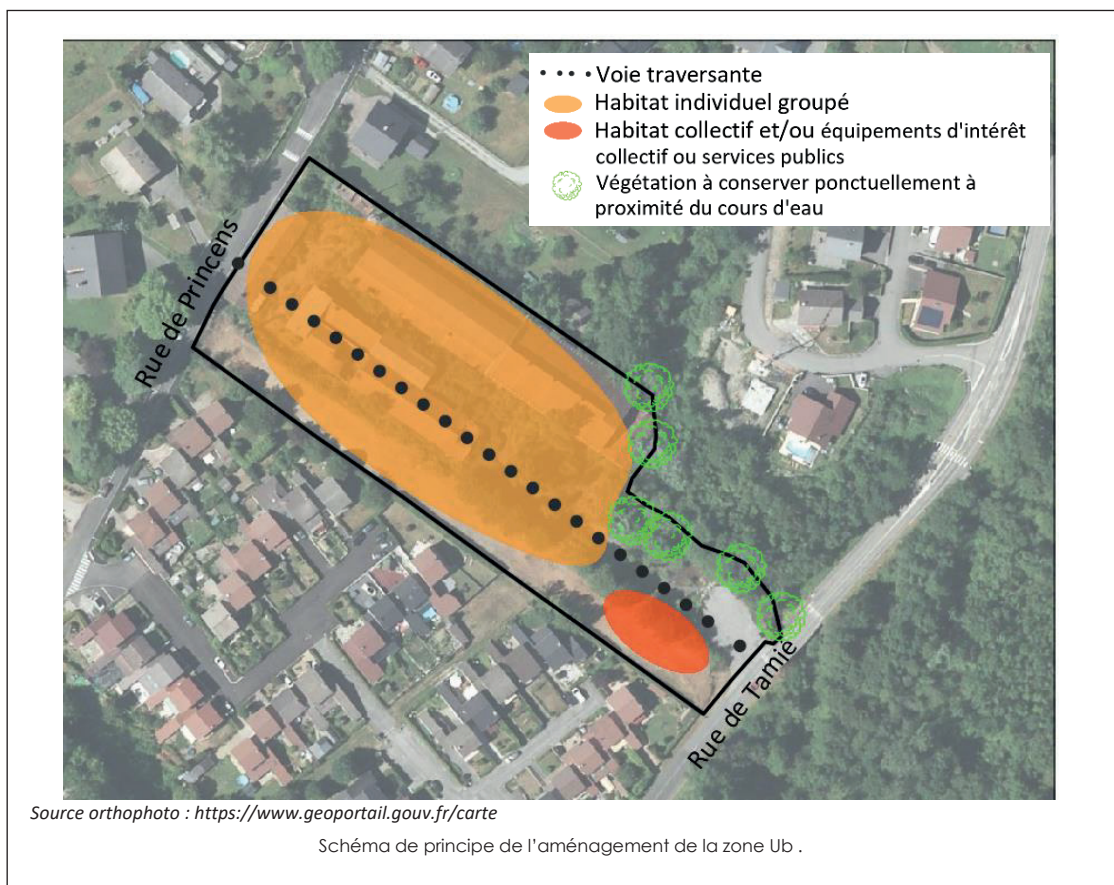 Voie traversante
Habitat individuel groupé
Habitat collectif et/ou équipements d'intérêt
collectif ou services publics
Végétation à conserver ponctuellement à
proximité du cours d'eau
Rue de Princens
Rue de Tamié
Source orthophoto : https://www.geoportail.gouv.fr/carte
Schéma de principe de l'aménagement de la zone Ub .